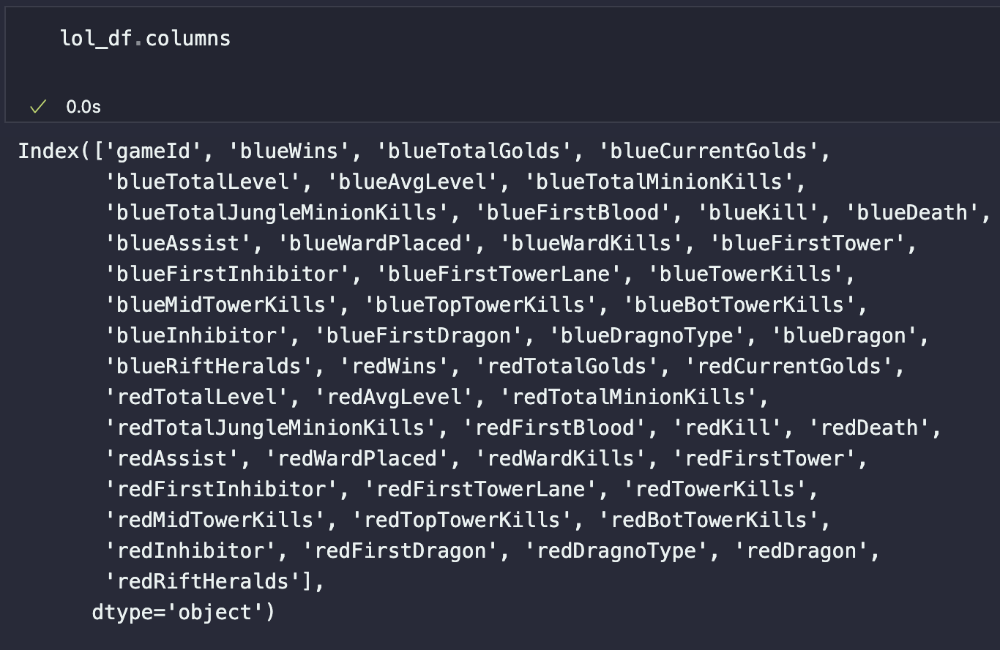 lol_df.columns
0.0s
Index(['gameId', 'blueWins', 'blueTotalGolds', 'blueCurrentGolds',
'blueTotalLevel', 'blueAvgLevel', 'blueTotalMinionKills',
'blueTotalJungleMinionKills', 'blueFirstBlood', 'blueKill', 'blueDeath',
'blueAssist', 'blueWardPlaced', 'blueWardKills', 'blueFirstTower',
'blueFirstInhibitor', 'blueFirstTowerLane', 'blueTowerKills',
'blueMidTowerKills', 'blueTopTowerKills', 'blueBotTowerKills',
'blueInhibitor', 'blueFirstDragon', 'blueDragnoType', 'blueDragon',
'blueRiftHeralds', 'redWins', 'redTotalGolds', 'redCurrentGolds',
'redTotalLevel', 'redAvgLevel', 'redTotalMinionKills',
'redTotalJungleMinionKills', 'redFirstBlood', 'redKill', 'redDeath',
'redAssist', 'redWardPlaced', 'redWardKills', 'redFirstTower',
'redFirstInhibitor', 'redFirstTowerLane', 'redTowerKills',
'redMidTowerKills', 'redTopTowerKills', 'redBotTowerKills',
'redInhibitor', 'redFirstDragon', 'redDragnoType', 'redDragon',
'redRiftHeralds'],
dtype='object')